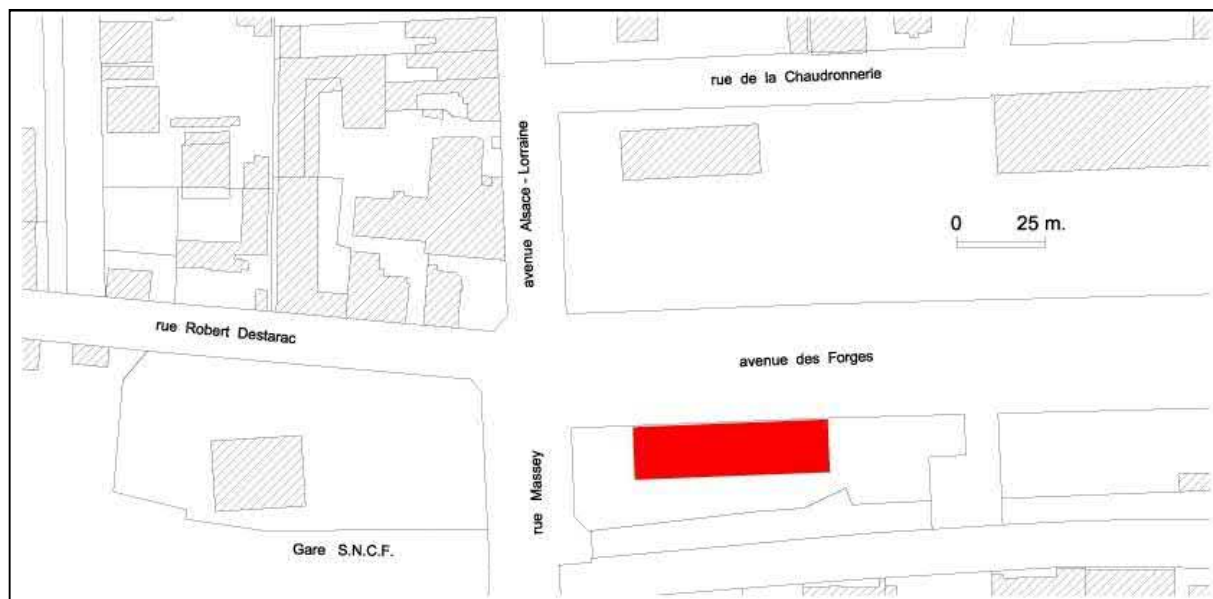 rue de la Chaudronnerie
avenue Alsace - Lorraine
0 25 m.
rue Robert Destarac
avenue des Forges
rue Massey
Gare S.N.C.F.